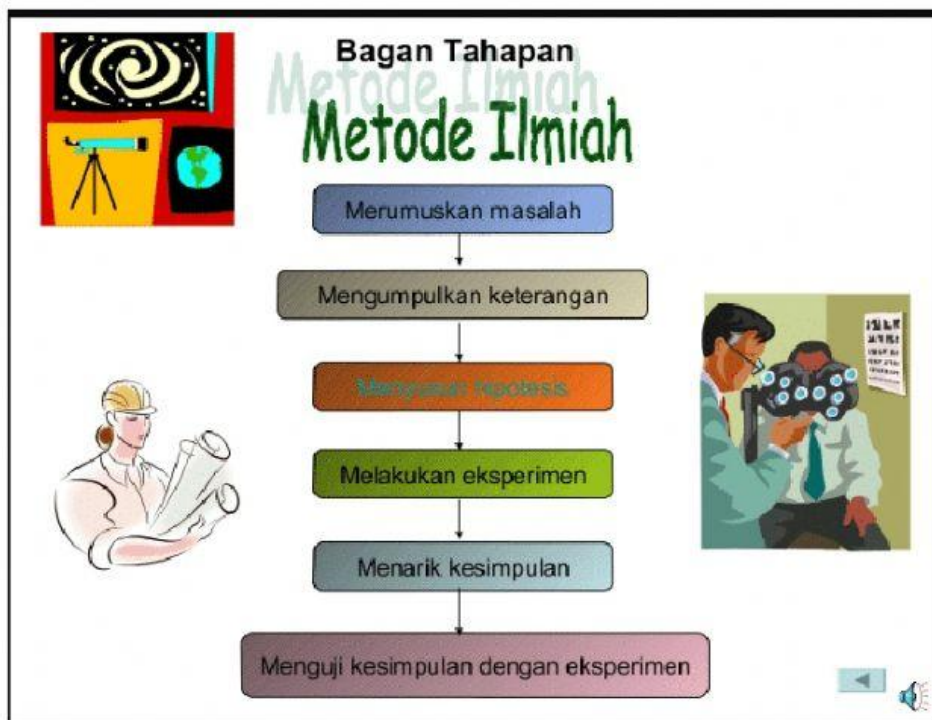 Bagan Tahapan
Metode Ilmiah
Merumuskan masalah
Mengumpulkan keterangan
Menyusun hipotesis
Melakukan eksperimen
Menarik kesimpulan
Menguji kesimpulan dengan eksperimen